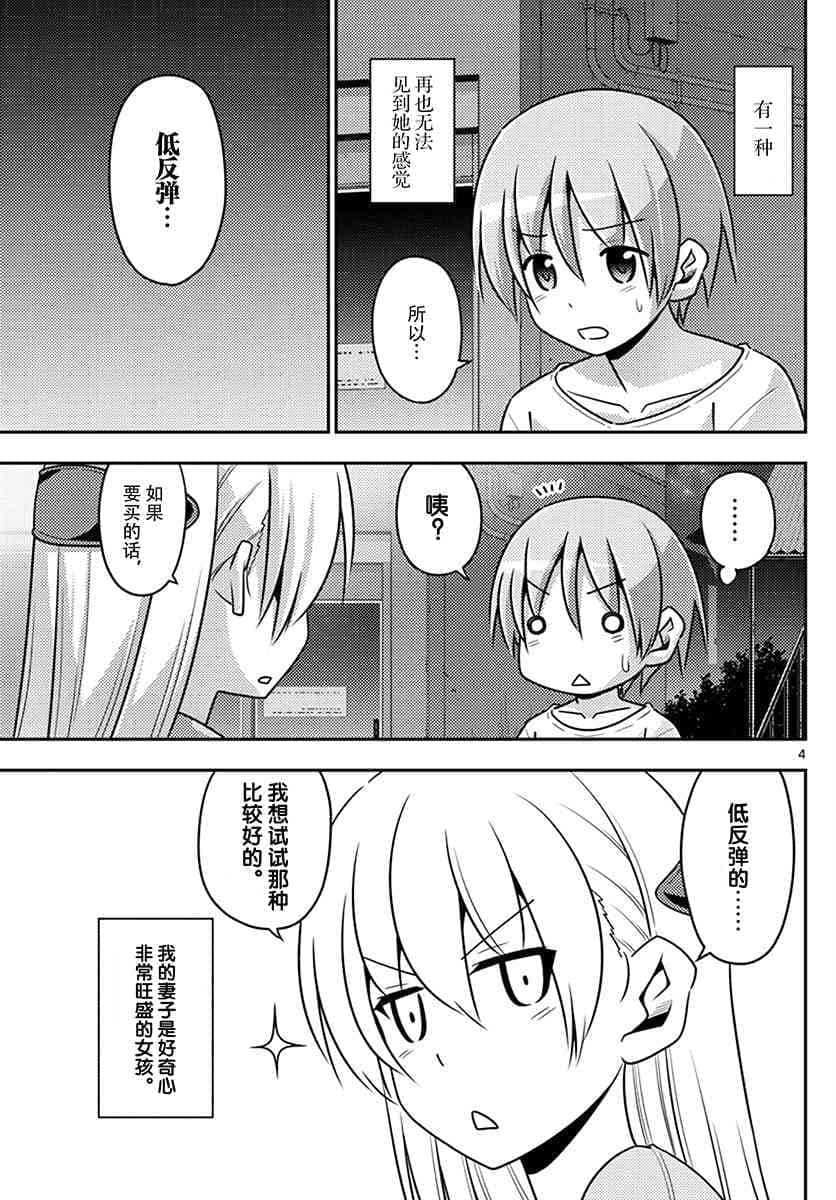 有一种
再也无法
见到她的感觉
所以…
低反弹…
……
咦?
如果
要买的话,
4
低反弹的……
我想试试那种
比较好的。
我的妻子是好奇心
非常旺盛的女孩。